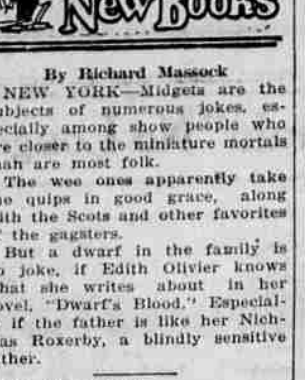 New Books
By Richard Massock
NEW YORK—Midgets are the
ubjects of numerous jokes, es-
ecially among show people who
re closer to the miniature mortals
han are most folk.
The wee ones apparently take
he quips in good grace, along
ith the Scots and other favorites
f the gagsters.
But a dwarf in the family is
o joke, if Edith Olivier knows
hat she writes about in her
ovel, "Dwarf's Blood." Especial-
if the father is like her Nich-
as Roxerby, a blindly sensitive
ather.